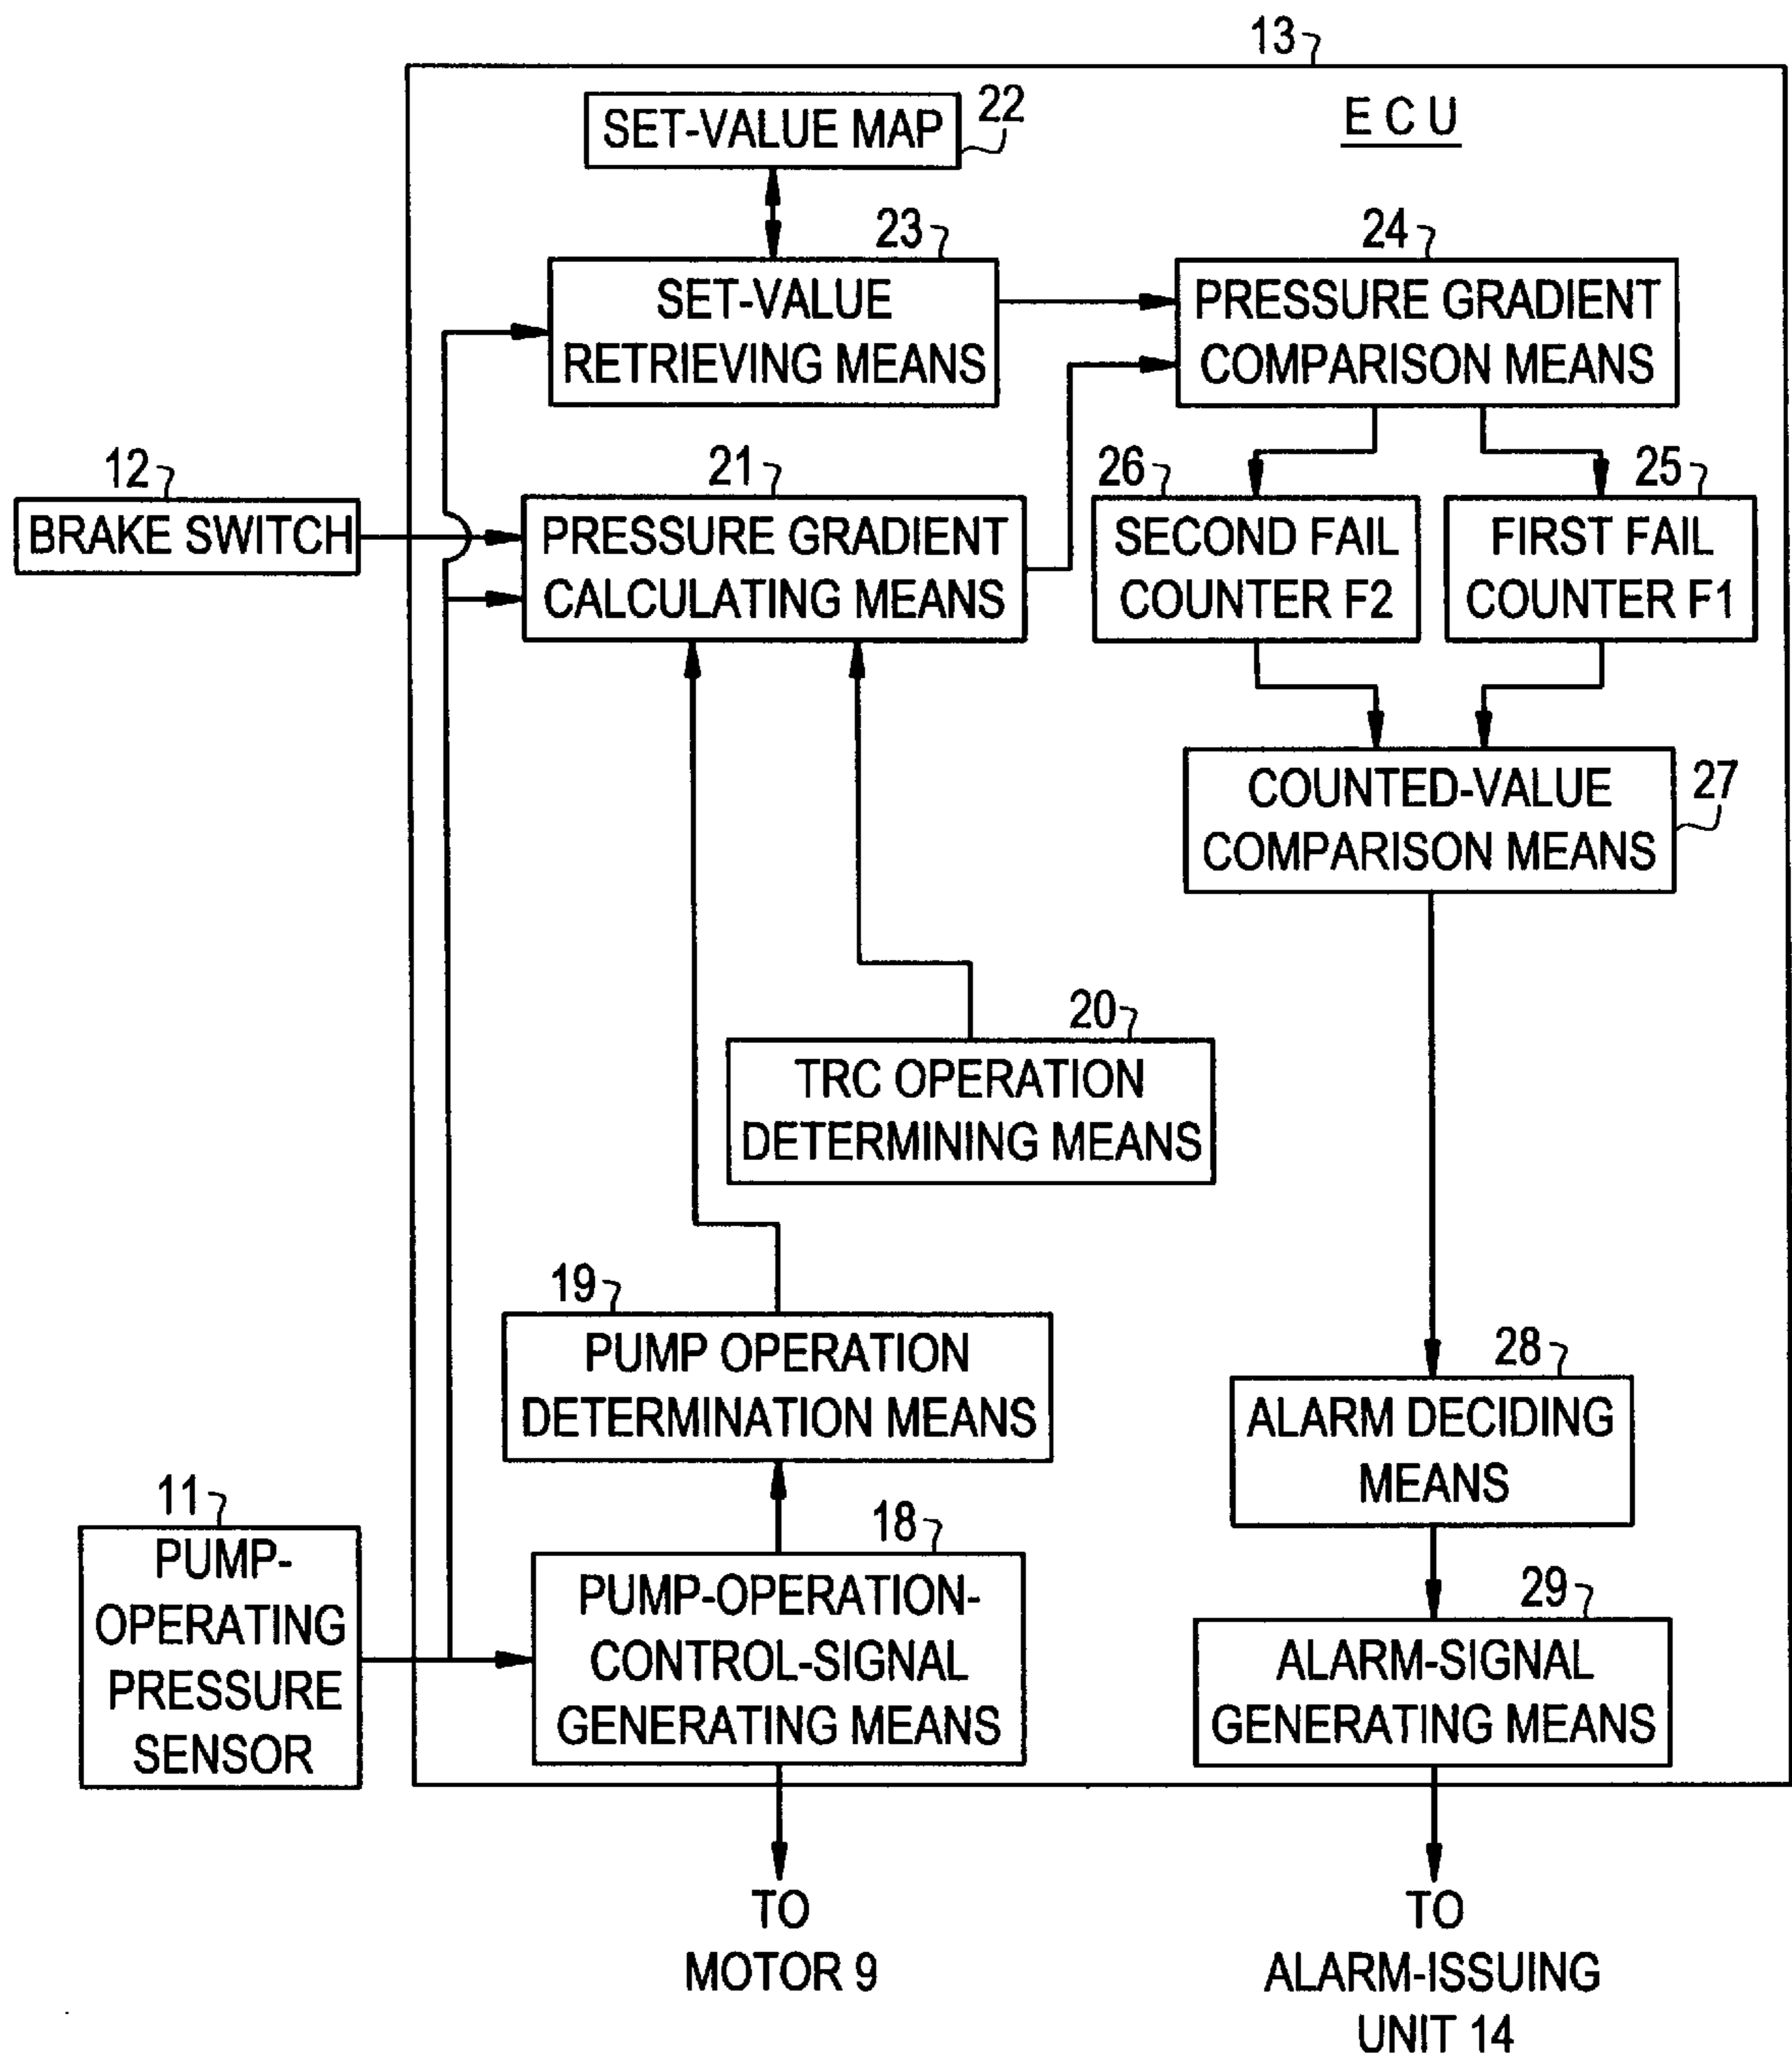 13
E C U
SET-VALUE MAP
22
23
SET-VALUE
RETRIEVING MEANS
24
PRESSURE GRADIENT
COMPARISON MEANS
12
BRAKE SWITCH
21
PRESSURE GRADIENT
CALCULATING MEANS
26
SECOND FAIL
COUNTER F2
25
FIRST FAIL
COUNTER F1
COUNTED-VALUE
COMPARISON MEANS
27
20
TRC OPERATION
DETERMINING MEANS
19
PUMP OPERATION
DETERMINATION MEANS
28
ALARM DECIDING
MEANS
11
PUMP-
OPERATING
PRESSURE
SENSOR
18
PUMP-OPERATION-
CONTROL-SIGNAL
GENERATING MEANS
29
ALARM-SIGNAL
GENERATING MEANS
TO
MOTOR 9
TO
ALARM-ISSUING
UNIT 14